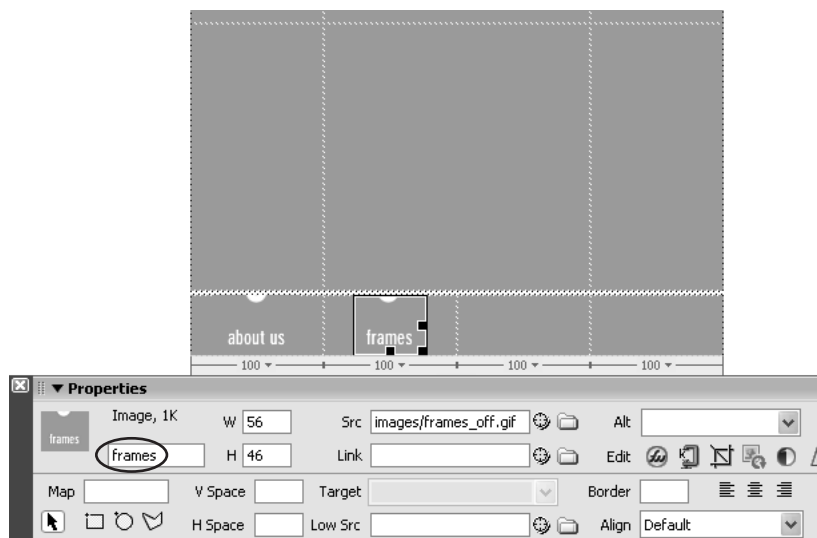 about us frames
100 100 100 100
Properties
Image, 1K W 56 Src images/frames_off.gif Alt
frames
frames H 46 Link Edit
Map V Space Target Border
H Space Low Src Align Default